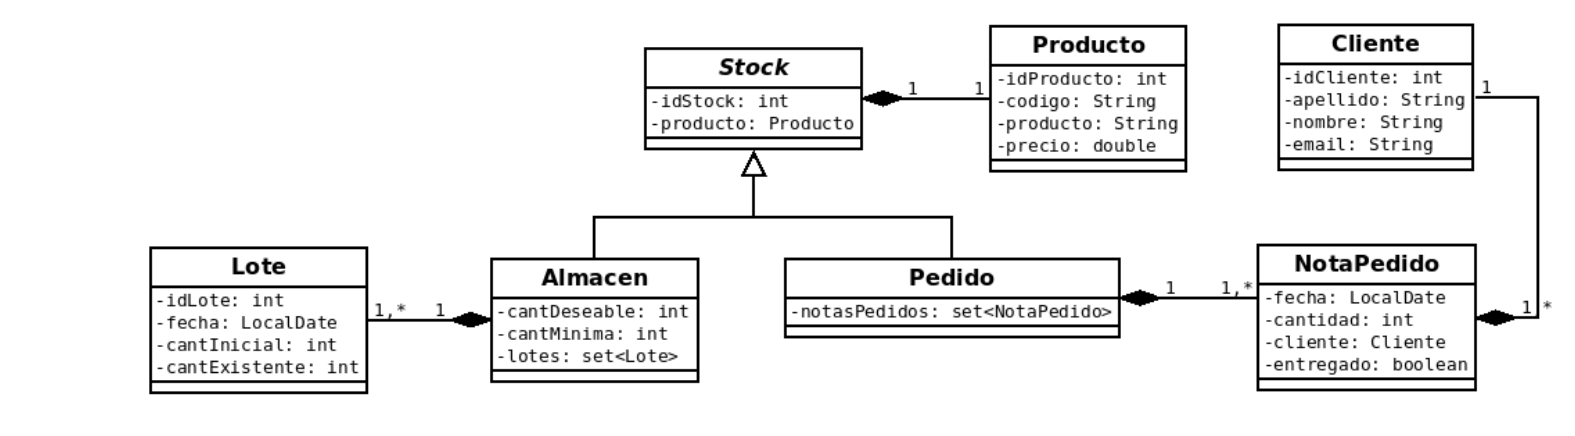 Stock
-idStock: int
-producto: Producto
1
1
Producto
-idProducto: int
-codigo: String
-producto: String
-precio: double
Cliente
-idCliente: int
-apellido: String
-nombre: String
-email: String
1
Lote
-idLote: int
-fecha: LocalDate
-cantInicial: int
-cantExistente: int
1,*
1
Almacen
-cantDeseable: int
-cantMinima: int
-lotes: set<Lote>
Pedido
-notasPedidos: set<NotaPedido>
1
1,*
NotaPedido
-fecha: LocalDate
-cantidad: int
-cliente: Cliente
-entregado: boolean
1 *